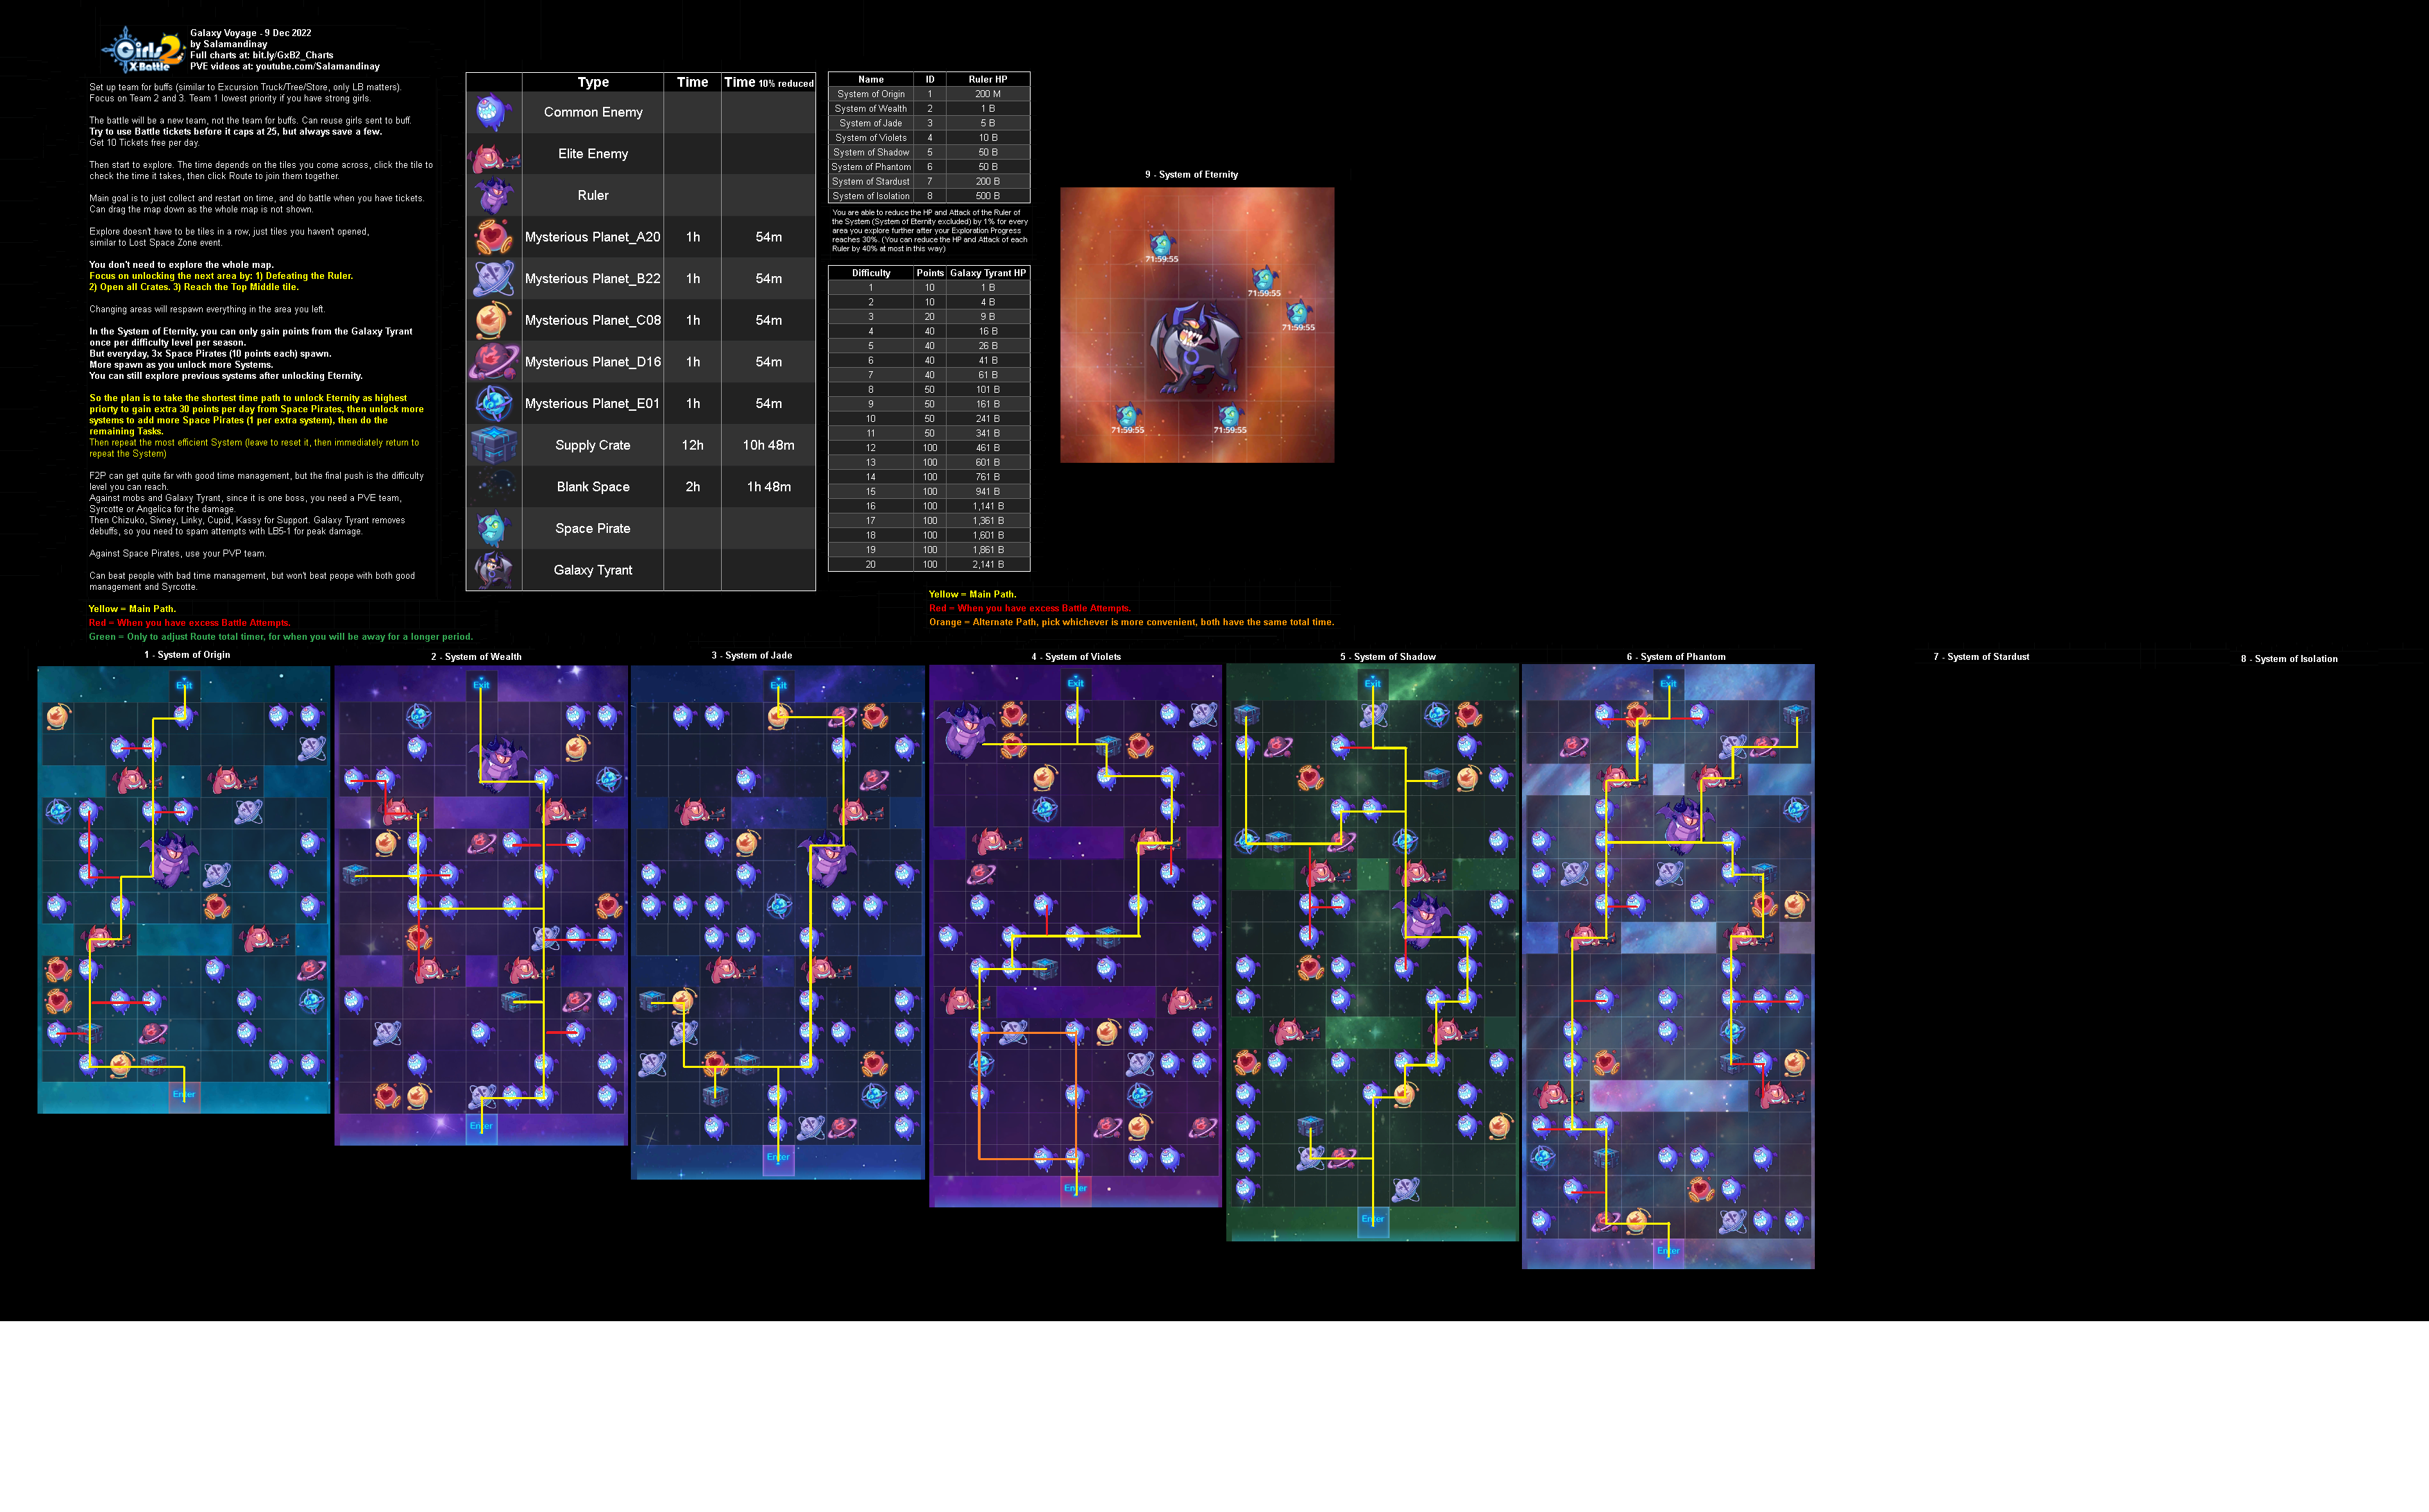 Girls 2
X-Battle
Galaxy Voyage - 9 Dec 2022
by Salamandinay
Full charts at: bit.ly/GxB2_Charts
PVE videos at: youtube.com/Salamandinay
Set up team for buffs (similar to Excursion Truck/Tree/Store, only LB matters).
Focus on Team 2 and 3. Team 1 lowest priority if you have strong girls.
The battle will be a new team, not the team for buffs. Can reuse girls sent to buff.
Try to use Battle tickets before it caps at 25, but always save a few.
Get 10 Tickets free per day.
Then start to explore. The time depends on the tiles you come across, click the tile to
check the time it takes, then click Route to join them together.
Main goal is to just collect and restart on time, and do battle when you have tickets.
Can drag the map down as the whole map is not shown.
Explore doesn't have to be tiles in a row, just tiles you haven't opened,
similar to Lost Space Zone event.
You don't need to explore the whole map.
Focus on unlocking the next area by: 1) Defeating the Ruler.
2) Open all Crates. 3) Reach the Top Middle tile.
Changing areas will respawn everything in the area you left.
In the System of Eternity, you can only gain points from the Galaxy Tyrant
once per difficulty level per season.
But everyday, 3x Space Pirates (10 points each) spawn.
More spawn as you unlock more Systems.
You can still explore previous systems after unlocking Eternity.
So the plan is to take the shortest time path to unlock Eternity as highest
priorty to gain extra 30 points per day from Space Pirates, then unlock more
systems to add more Space Pirates (1 per extra system), then do the
remaining Tasks.
Then repeat the most efficient System (leave to reset it, then immediately return to
repeat the System)
F2P can get quite far with good time management, but the final push is the difficulty
level you can reach.
Against mobs and Galaxy Tyrant, since it is one boss, you need a PVE team,
Syrcotte or Angelica for the damage.
Then Chizuko, Sivney, Linky, Cupid, Kassy for Support. Galaxy Tyrant removes
debuffs, so you need to spam attempts with LB5-1 for peak damage.
Against Space Pirates, use your PVP team.
Can beat people with bad time management, but won't beat peope with both good
management and Syrcotte.
Yellow = Main Path.
Red = When you have excess Battle Attempts.
Green = Only to adjust Route total timer, for when you will be away for a longer period.
Type Time Time 10% reduced
Common Enemy
Elite Enemy
Ruler
Mysterious Planet_A20 1h 54m
Mysterious Planet_B22 1h 54m
Mysterious Planet_C08 1h 54m
Mysterious Planet_D16 1h 54m
Mysterious Planet_E01 1h 54m
Supply Crate 12h 10h 48m
Blank Space 2h 1h 48m
Space Pirate
Galaxy Tyrant
Name ID Ruler HP
System of Origin 1 200 M
System of Wealth 2 1 B
System of Jade 3 5 B
System of Violets 4 10 B
System of Shadow 5 50 B
System of Phantom 6 50 B
System of Stardust 7 200 B
System of Isolation 8 500 B
You are able to reduce the HP and Attack of the Ruler of
the System (System of Eternity excluded) by 1% for every
area you explore further after your Exploration Progress
reaches 30%. (You can reduce the HP and Attack of each
Ruler by 40% at most in this way)
Difficulty Points Galaxy Tyrant HP
1 10 1 B
2 10 4 B
3 20 9 B
4 40 16 B
5 40 26 B
6 40 41 B
7 40 61 B
8 50 101 B
9 50 161 B
10 50 241 B
11 50 341 B
12 100 461 B
13 100 601 B
14 100 761 B
15 100 941 B
16 100 1,141 B
17 100 1,361 B
18 100 1,601 B
19 100 1,861 B
20 100 2,141 B
Yellow = Main Path.
Red = When you have excess Battle Attempts.
Orange = Alternate Path, pick whichever is more convenient, both have the same total time.
9 - System of Eternity
71:59:55
71:59:55
71:59:55
71:59:55
71:59:55
1 - System of Origin
Exit
Enter
2 - System of Wealth
Exit
Enter
3 - System of Jade
Exit
Enter
4 - System of Violets
Exit
Enter
5 - System of Shadow
Exit
Enter
6 - System of Phantom
Exit
Enter
7 - System of Stardust
8 - System of Isolation